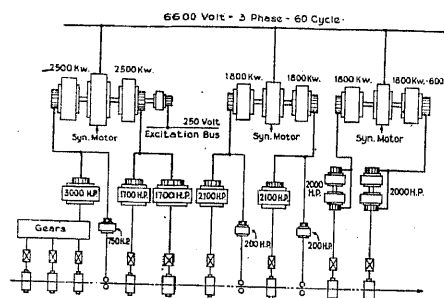 6600 Volt - 3 Phase - 60 Cycle.
2500 Kw. 2500 Kw. 1800 Kw. 1800 Kw. 1800 Kw. 1800 Kw. 600
250 Volt
Excitation Bus
Syn. Motor Syn. Motor Syn. Motor
3000 H.P. 1700 H.P. 1700 H.P. 2100 H.P. 2100 H.P. 2000 H.P. 2000 H.P.
Gears
750 H.P. 200 H.P. 200 H.P.